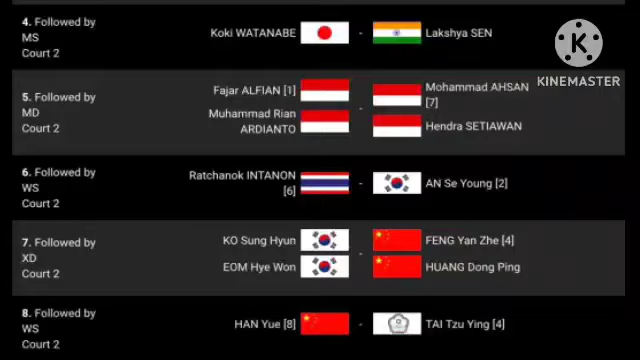 4. Followed by
MS
Court 2
Koki WATANABE
-
Lakshya SEN
K
KINEMASTER
5. Followed by
MD
Court 2
Fajar ALFIAN [1]
Muhammad Rian
ARDIANTO
-
Mohammad AHSAN
[7]
Hendra SETIAWAN
6. Followed by
WS
Court 2
Ratchanok INTANON
[6]
-
AN Se Young [2]
7. Followed by
XD
Court 2
KO Sung Hyun
EOM Hye Won
-
FENG Yan Zhe [4]
HUANG Dong Ping
8. Followed by
WS
Court 2
HAN Yue [8]
-
TAI Tzu Ying [4]